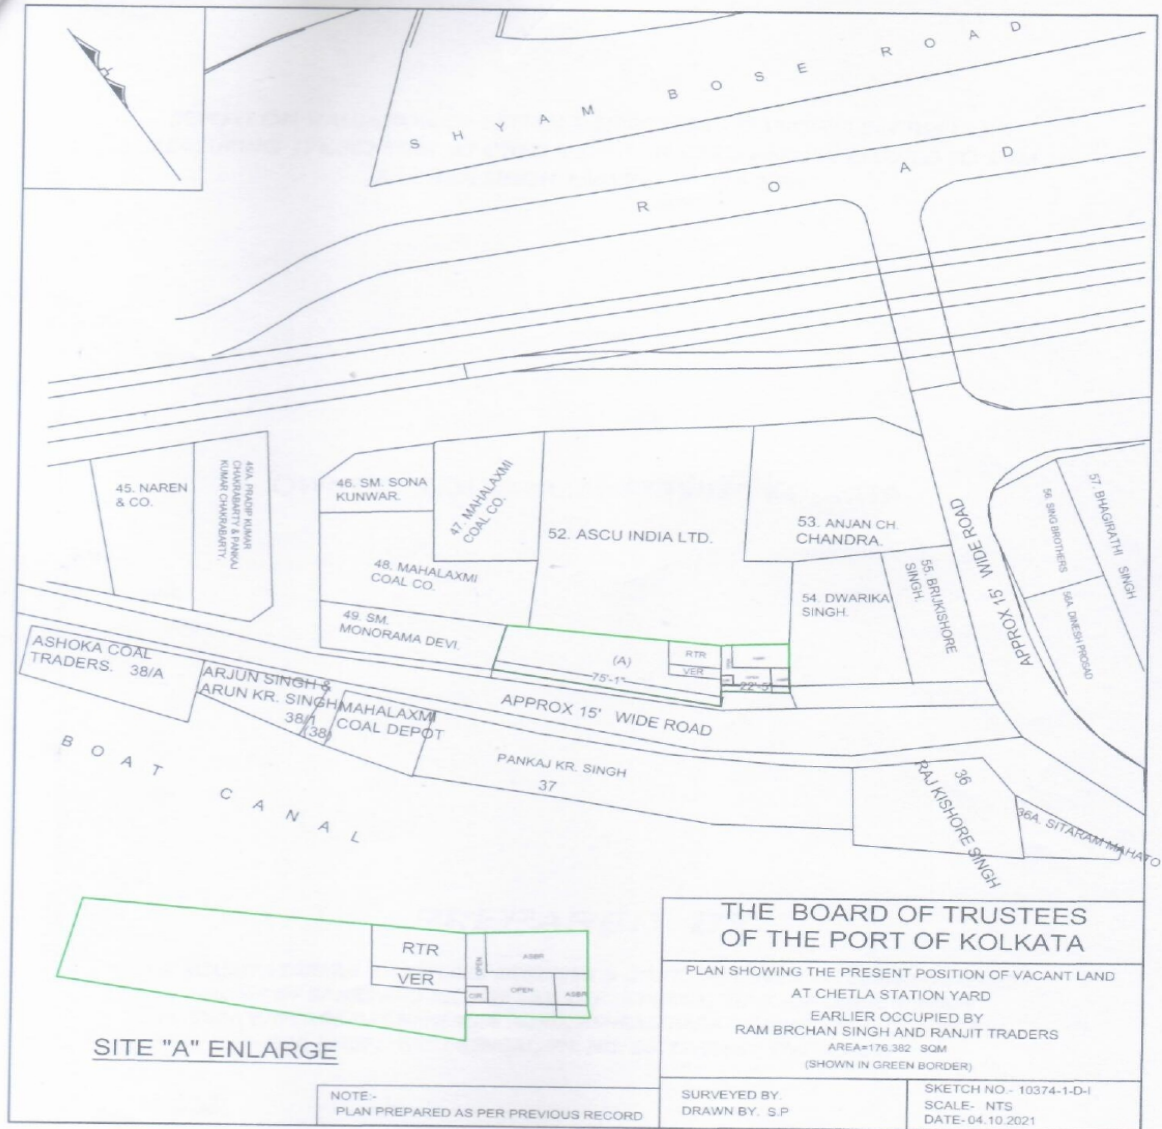 SHYAM BOSE ROAD
ROAD
45. NAREN
& CO.
45/A. PRADIP KUMAR
CHAKRABARTY & PANKAJ
KUMAR CHAKRABARTY.
46. SM. SONA
KUNWAR.
47. MAHALAXMI
COAL CO.
48. MAHALAXMI
COAL CO.
49. SM.
MONORAMA DEVI.
52. ASCU INDIA LTD.
53. ANJAN CH.
CHANDRA.
54. DWARIKA
SINGH.
55. BRIJKISHORE
SINGH.
APPROX 15' WIDE ROAD
56. SING BROTHERS
56A. DINESH PROSAD
57. BHAGIRATHI SINGH
(A)
75'-1"
RTR
VER
22'-5"
APPROX 15' WIDE ROAD
ASHOKA COAL
TRADERS. 38/A
ARJUN SINGH &
ARUN KR. SINGH
38/1
(38)
MAHALAXMI
COAL DEPOT
PANKAJ KR. SINGH
37
36
RAJ KISHORE SINGH
36A. SITARAM MAHATO
BOAT CANAL
RTR
VER
OPEN
ASBR
OPEN
ASBR
SITE "A" ENLARGE
THE BOARD OF TRUSTEES
OF THE PORT OF KOLKATA
PLAN SHOWING THE PRESENT POSITION OF VACANT LAND
AT CHETLA STATION YARD
EARLIER OCCUPIED BY
RAM BRCHAN SINGH AND RANJIT TRADERS
AREA=176.382 SQM
(SHOWN IN GREEN BORDER)
NOTE:-
PLAN PREPARED AS PER PREVIOUS RECORD
SURVEYED BY.
DRAWN BY. S.P
SKETCH NO.- 10374-1-D-I
SCALE- NTS
DATE- 04.10.2021